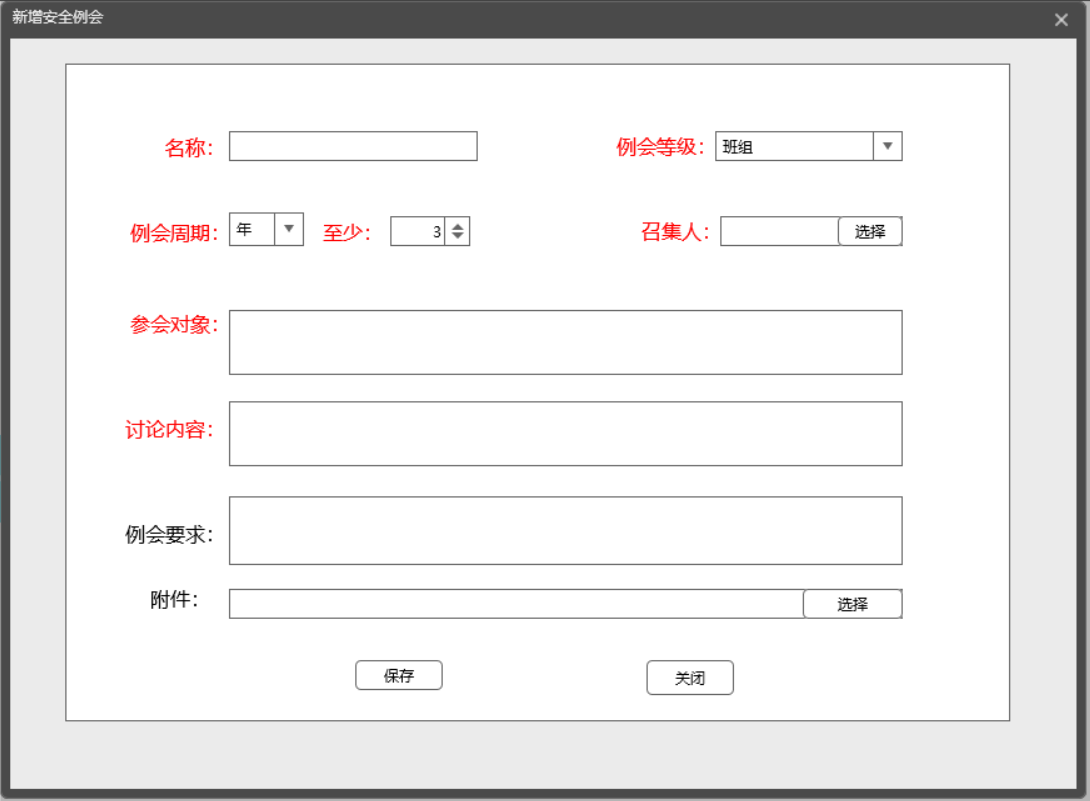 新增安全例会
名称： 例会等级： 班组
例会周期： 年 至少： 3 召集人： 选择
参会对象：
讨论内容：
例会要求：
附件： 选择
保存 关闭